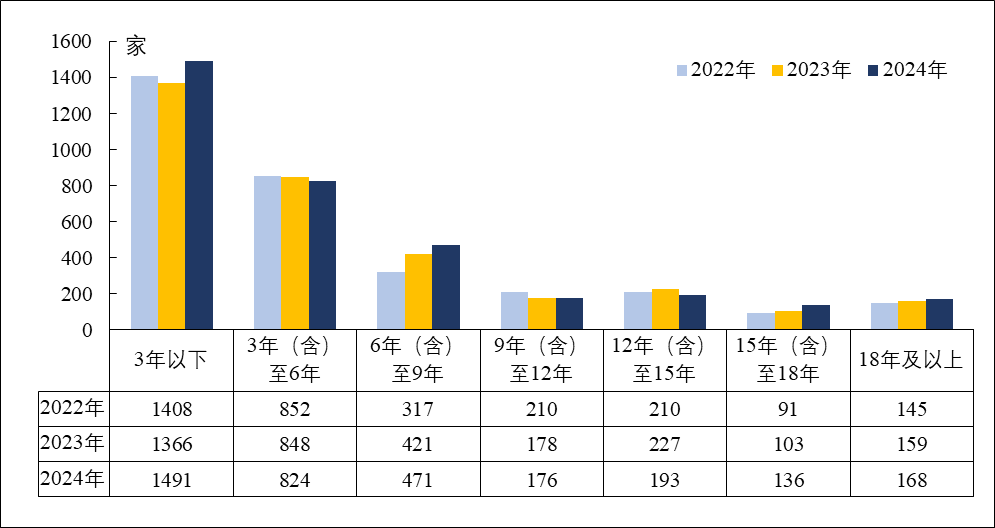 家
2022年 2023年 2024年
1600
1400
1200
1000
800
600
400
200
0
3年以下 3年（含）至6年 6年（含）至9年 9年（含）至12年 12年（含）至15年 15年（含）至18年 18年及以上
2022年 1408 852 317 210 210 91 145
2023年 1366 848 421 178 227 103 159
2024年 1491 824 471 176 193 136 168